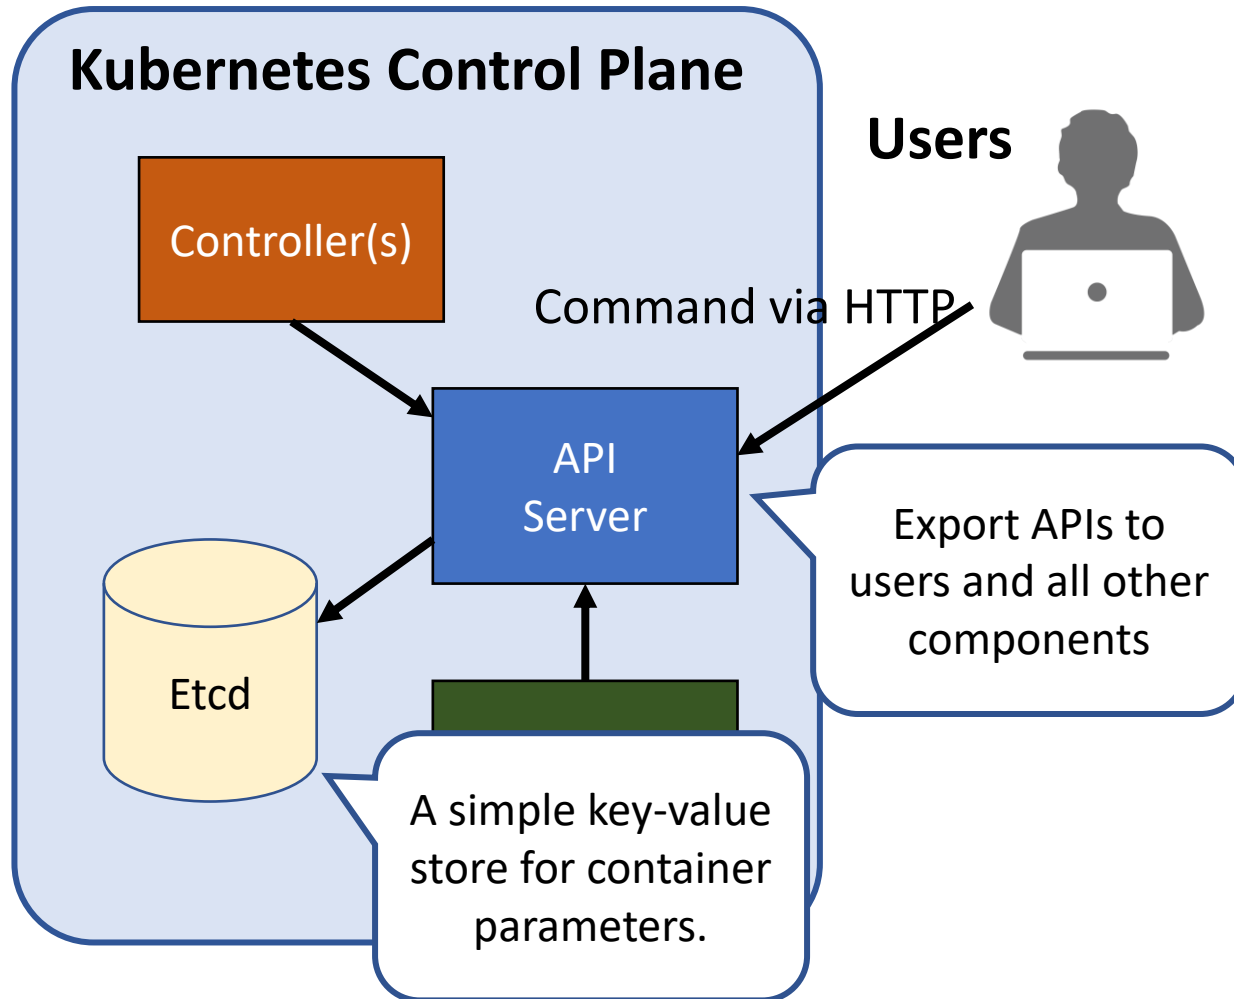 Kubernetes Control Plane
Users
Controller(s)
Command via HTTP
API
Server
Export APIs to
users and all other
components
Etcd
A simple key-value
store for container
parameters.